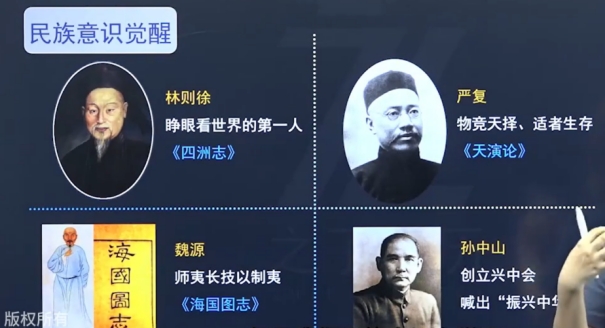 民族意识觉醒
林则徐
睁眼看世界的第一人
《四洲志》
严复
物竞天择、适者生存
《天演论》
海國圖志
魏源
师夷长技以制夷
《海国图志》
孙中山
创立兴中会
喊出“振兴中华
版权所有